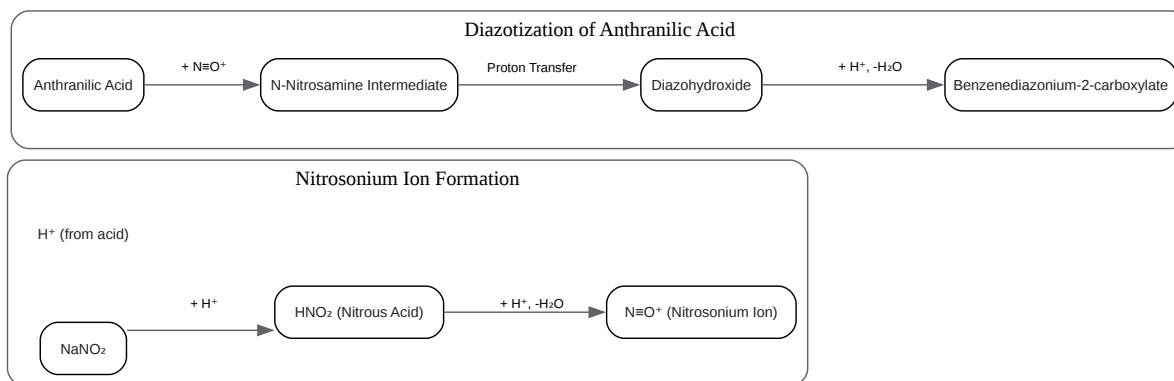 Diazotization of Anthranilic Acid
+ N≡O⁺
Proton Transfer
+ H⁺, -H₂O
Anthranilic Acid
N-Nitrosamine Intermediate
Diazohydroxide
Benzenediazonium-2-carboxylate
Nitrosonium Ion Formation
H⁺ (from acid)
+ H⁺
+ H⁺, -H₂O
HNO₂ (Nitrous Acid)
N≡O⁺ (Nitrosonium Ion)
NaNO₂